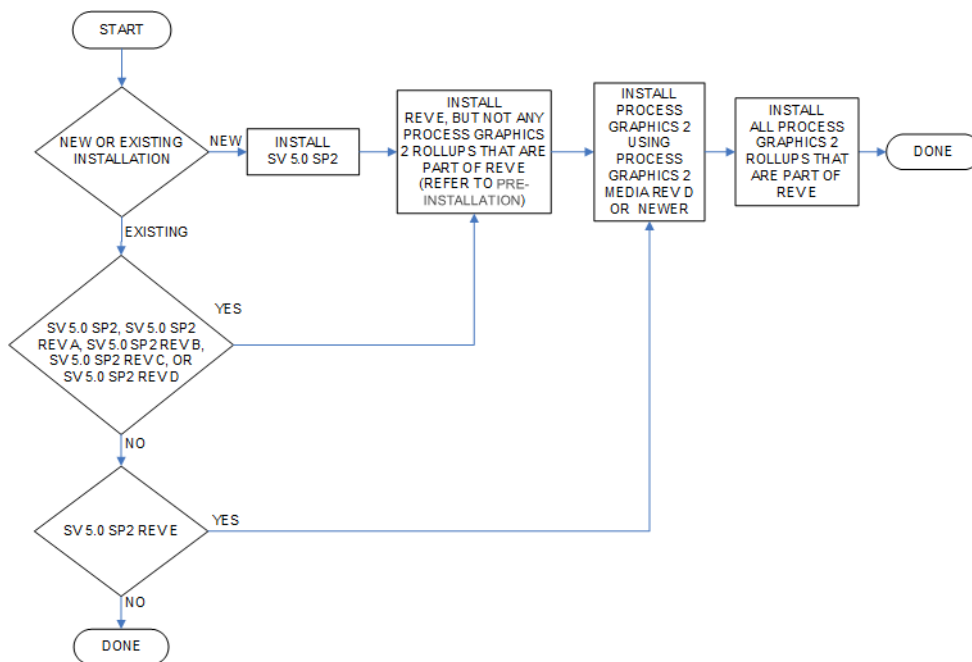 START
NEW OR EXISTING
INSTALLATION
NEW
INSTALL
SV 5.0 SP2
INSTALL
REVE, BUT NOT ANY
PROCESS GRAPHICS
2 ROLLUPS THAT ARE
PART OF REVE
(REFER TO PRE-
INSTALLATION)
INSTALL
PROCESS
GRAPHICS 2
USING
PROCESS
GRAPHICS 2
MEDIA REV D
OR NEWER
INSTALL
ALL PROCESS
GRAPHICS 2
ROLLUPS THAT
ARE PART OF
REVE
DONE
EXISTING
SV 5.0 SP2, SV 5.0 SP2
REV A, SV 5.0 SP2 REV B,
SV 5.0 SP2 REV C, OR
SV 5.0 SP2 REV D
YES
NO
SV 5.0 SP2 REV E
YES
NO
DONE